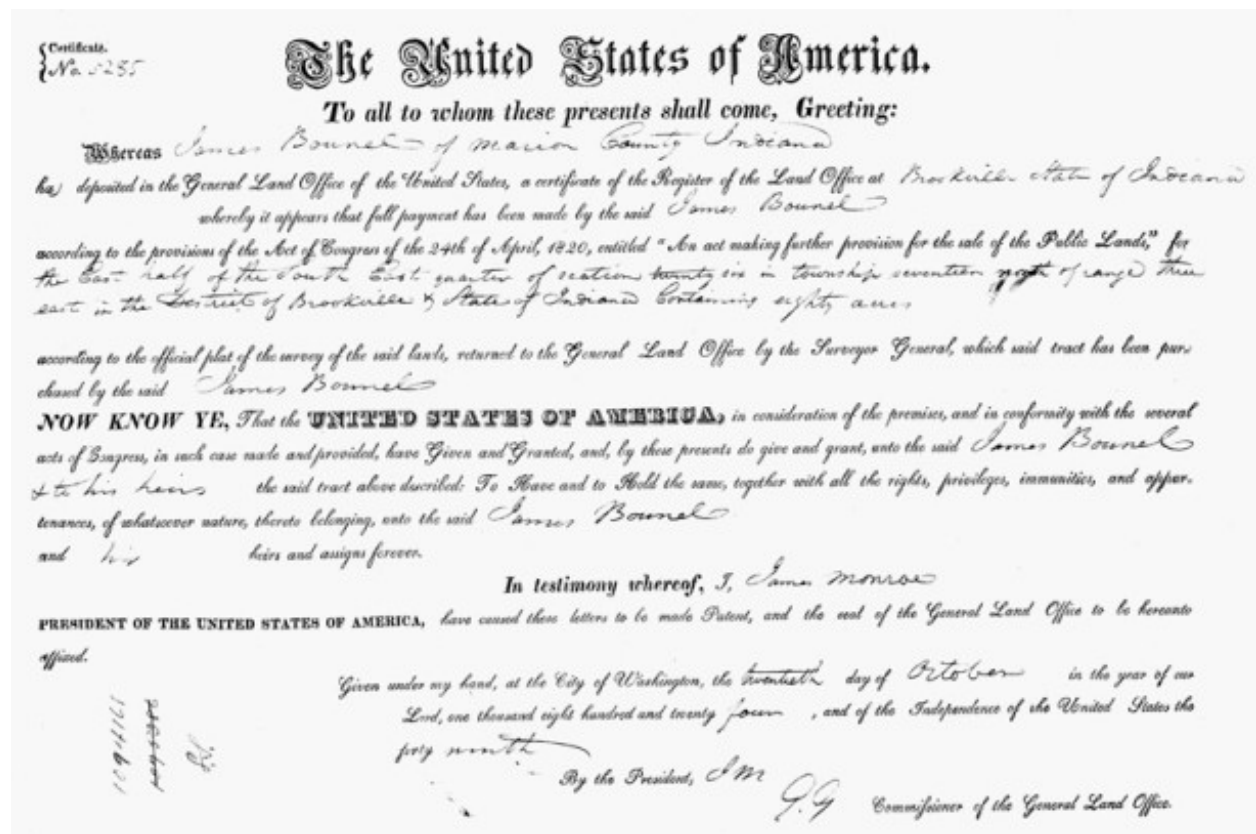 Certificate.
No. 5235
The United States of America.
To all to whom these presents shall come, Greeting:
Whereas James Bounel of Marion County Indiana
ha deposited in the General Land Office of the United States, a certificate of the Register of the Land Office at Brookville State of Indiana
whereby it appears that full payment has been made by the said James Bounel
according to the provisions of the Act of Congress of the 24th of April, 1820, entitled "An act making further provision for the sale of the Public Lands," for
the East half of the South East quarter of section twenty six in township seventeen north of range three
east in the District of Brookville & State of Indiana Containing eighty acres
according to the official plat of the survey of the said lands, returned to the General Land Office by the Surveyor General, which said tract has been pur-
chased by the said James Bounel
NOW KNOW YE, That the UNITED STATES OF AMERICA, in consideration of the premises, and in conformity with the several
acts of Congress, in such case made and provided, have Given and Granted, and, by these presents do give and grant, unto the said James Bounel
& to his heirs the said tract above described: To Have and to Hold the same, together with all the rights, privileges, immunities, and appur-
tenances, of whatsoever nature, thereto belonging, unto the said James Bounel
and his heirs and assigns forever.
In testimony whereof, I, James Monroe
PRESIDENT OF THE UNITED STATES OF AMERICA, have caused these letters to be made Patent, and the seal of the General Land Office to be hereunto
affixed.
Given under my hand, at the City of Washington, the twentieth day of October in the year of our
Lord, one thousand eight hundred and twenty four, and of the Independence of the United States the
forty ninth
By the President, J M
G. G Commissioner of the General Land Office.